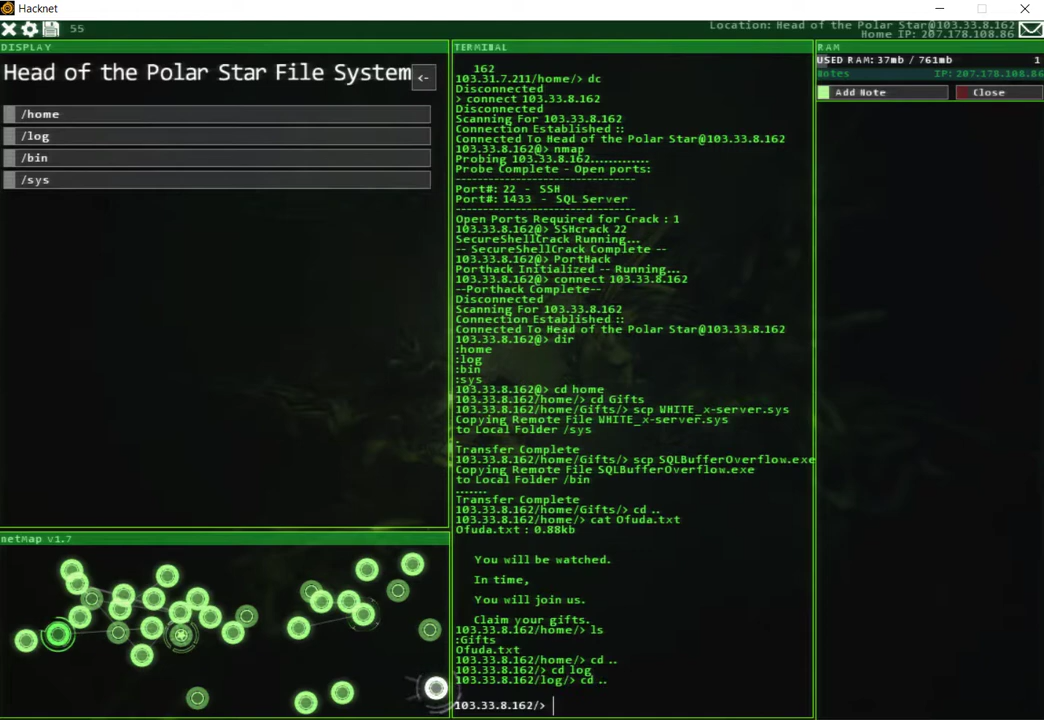 Hacknet
55
Location: Head of the Polar Star@103.33.8.162
Home IP: 207.178.108.86
DISPLAY
Head of the Polar Star File System
<-
/home
/log
/bin
/sys
netMap v1.7
TERMINAL
162
103.31.7.211/home/> dc
Disconnected
> connect 103.33.8.162
Disconnected
Scanning For 103.33.8.162
Connection Established ::
Connected To Head of the Polar Star@103.33.8.162
103.33.8.162@> nmap
Probing 103.33.8.162.............
Probe Complete - Open ports:
---------------------------------
Port#: 22 - SSH
Port#: 1433 - SQL Server
---------------------------------
Open Ports Required for Crack : 1
103.33.8.162@> SSHcrack 22
SecureShellCrack Running...
-- SecureShellCrack Complete --
103.33.8.162@> PortHack
Porthack Initialized -- Running...
103.33.8.162@> connect 103.33.8.162
--Porthack Complete--
Disconnected
Scanning For 103.33.8.162
Connection Established ::
Connected To Head of the Polar Star@103.33.8.162
103.33.8.162@> dir
:home
:log
:bin
:sys
103.33.8.162@> cd home
103.33.8.162/home/> cd Gifts
103.33.8.162/home/Gifts/> scp WHITE_x-server.sys
Copying Remote File WHITE_x-server.sys
to Local Folder /sys
.
Transfer Complete
103.33.8.162/home/Gifts/> scp SQLBufferOverflow.exe
Copying Remote File SQLBufferOverflow.exe
to Local Folder /bin
.......
Transfer Complete
103.33.8.162/home/Gifts/> cd ..
103.33.8.162/home/> cat Ofuda.txt
Ofuda.txt : 0.88kb
You will be watched.
In time,
You will join us.
Claim your gifts.
103.33.8.162/home/> ls
:Gifts
Ofuda.txt
103.33.8.162/home/> cd ..
103.33.8.162/> cd log
103.33.8.162/log/> cd ..
103.33.8.162/>
RAM
USED RAM: 37mb / 761mb 1
Notes IP: 207.178.108.86
Add Note Close